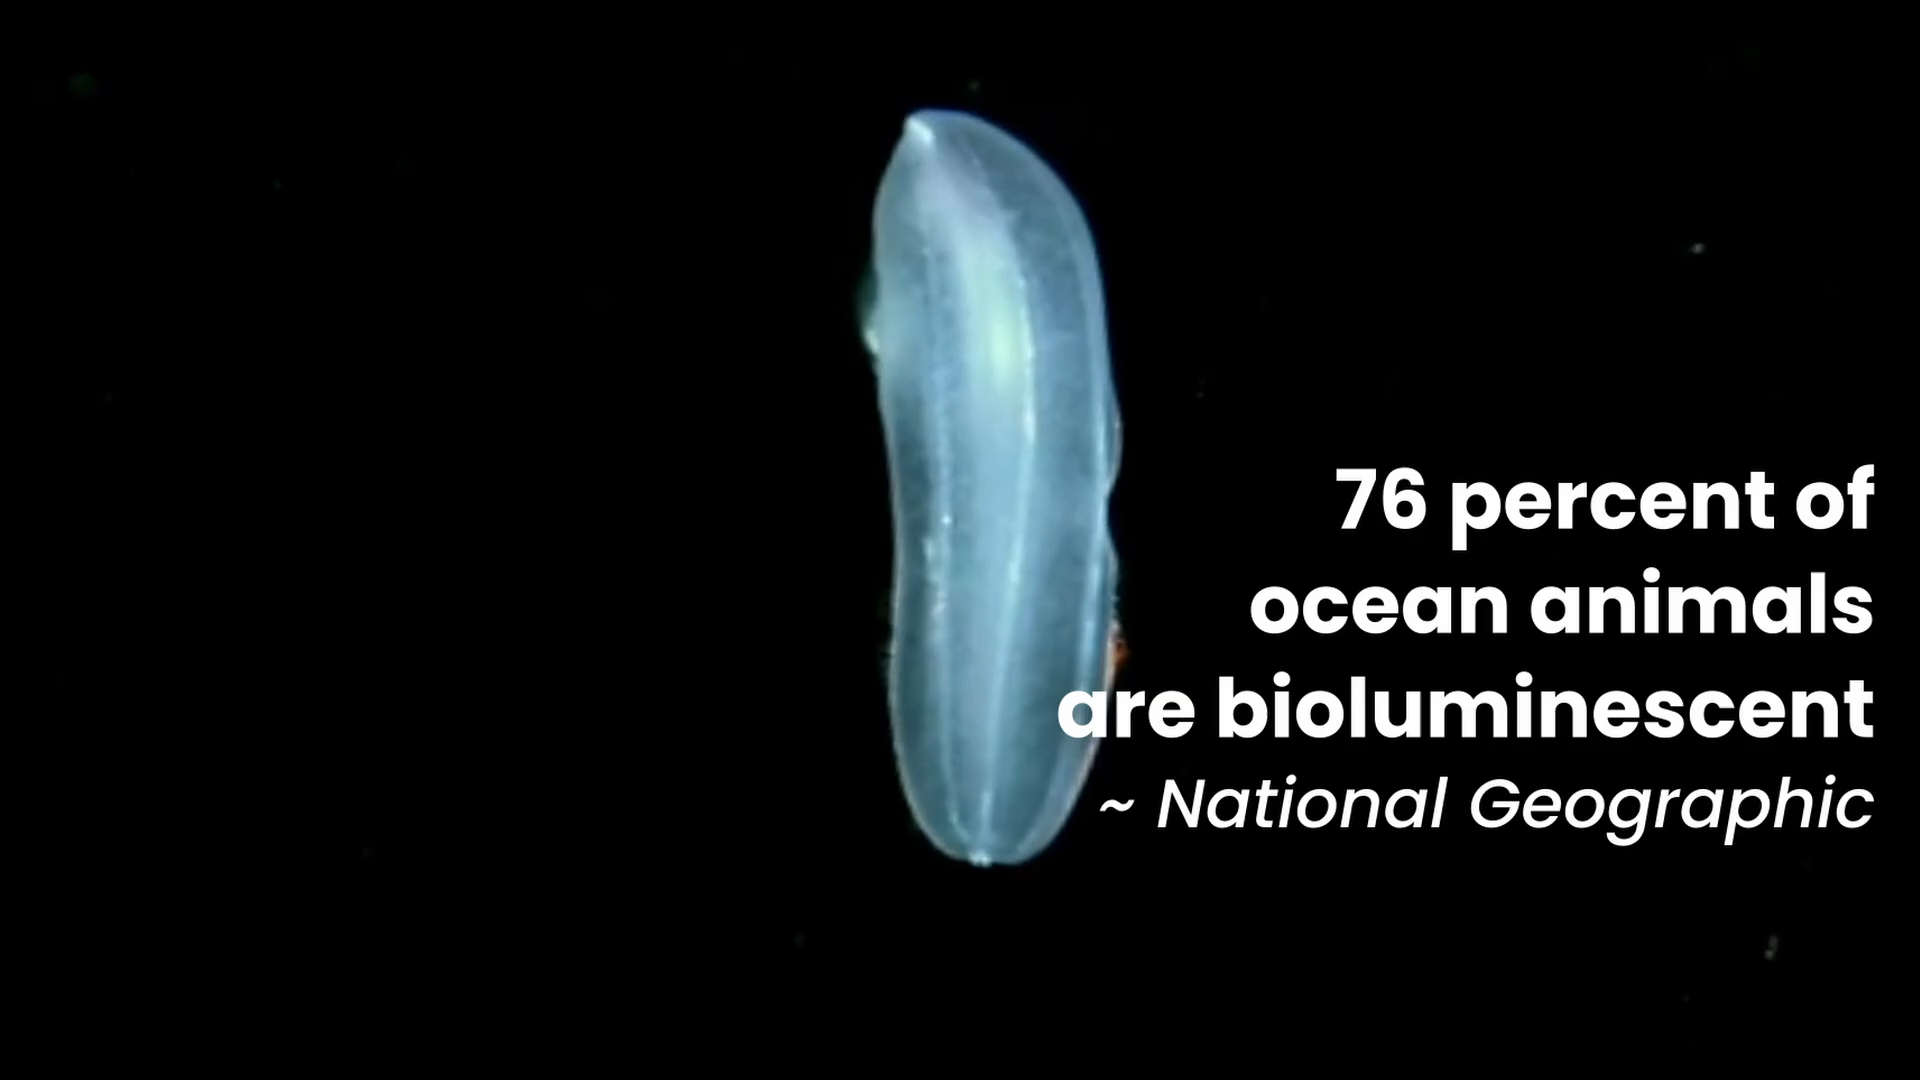 76 percent of
ocean animals
are bioluminescent
~ National Geographic